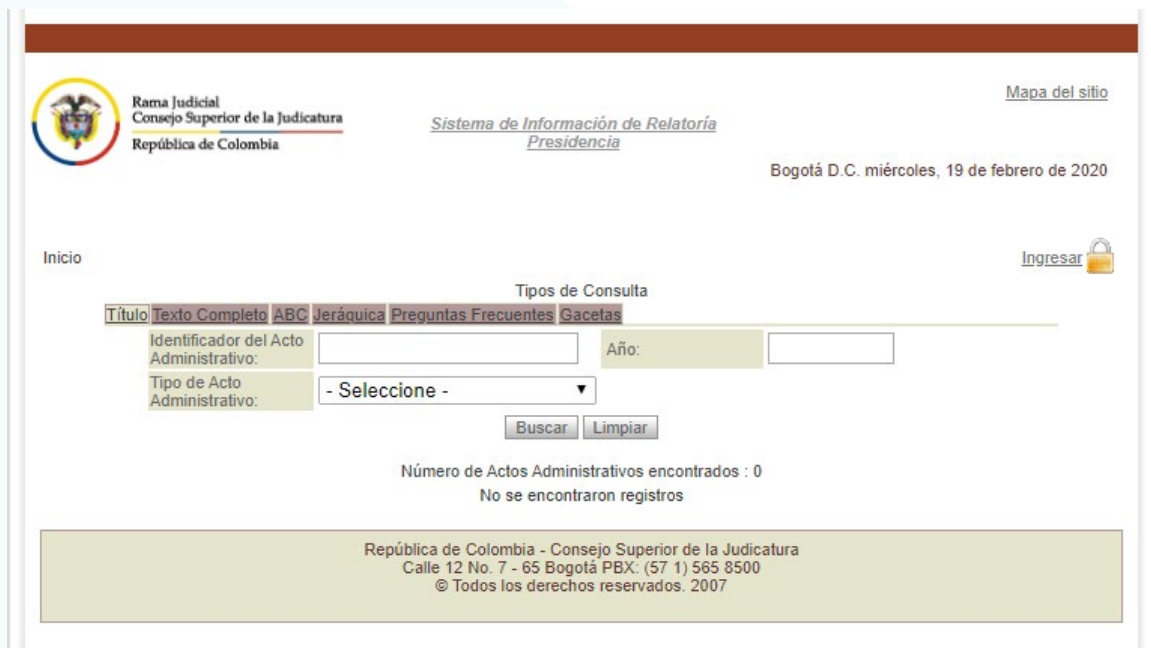 Rama Judicial
Consejo Superior de la Judicatura
República de Colombia
Sistema de Información de Relatoría
Presidencia
Mapa del sitio
Bogotá D.C. miércoles, 19 de febrero de 2020
Inicio
Ingresar
Tipos de Consulta
Título Texto Completo ABC Jeráquica Preguntas Frecuentes Gacetas
Identificador del Acto
Administrativo:
Año:
Tipo de Acto
Administrativo:
- Seleccione -
Buscar Limpiar
Número de Actos Administrativos encontrados : 0
No se encontraron registros
República de Colombia - Consejo Superior de la Judicatura
Calle 12 No. 7 - 65 Bogotá PBX: (57 1) 565 8500
© Todos los derechos reservados. 2007